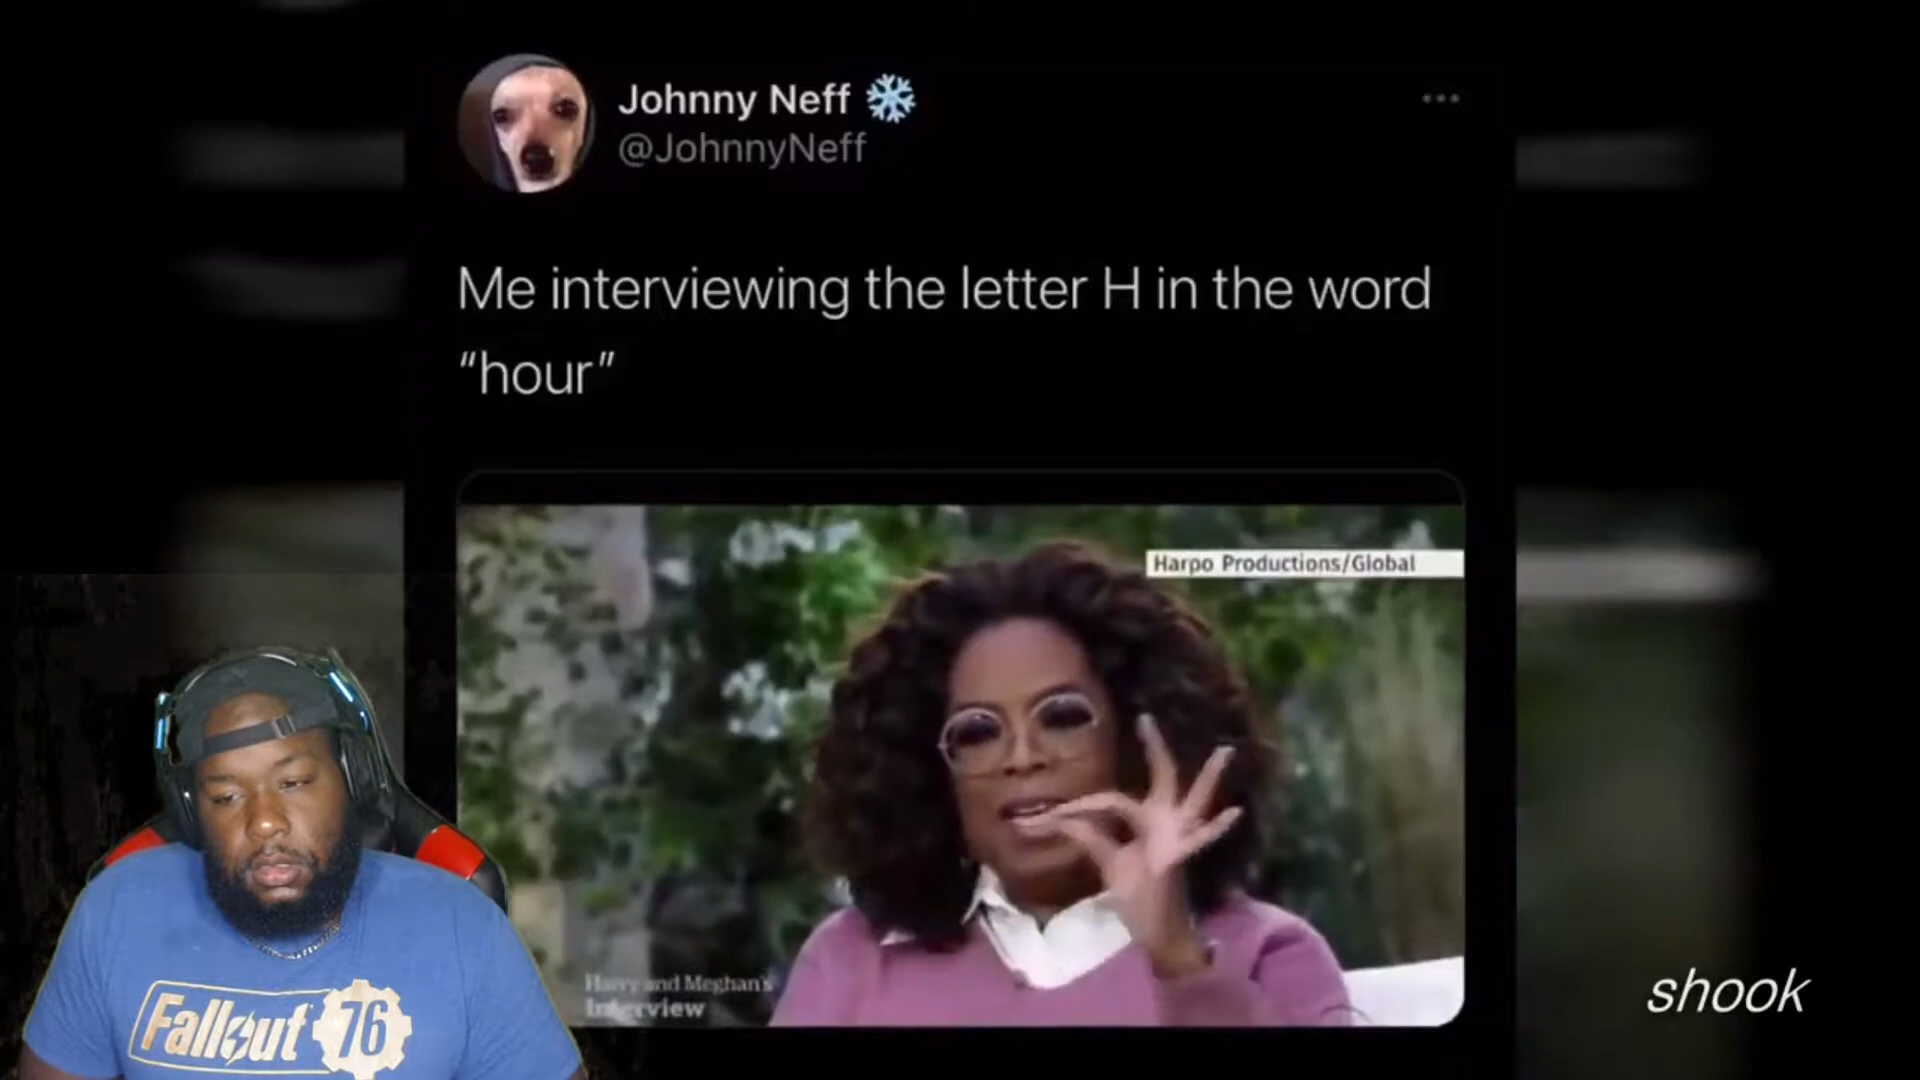 Johnny Neff
@JohnnyNeff
Me interviewing the letter H in the word
“hour”
Harpo Productions/Global
Harry and Meghan's
Interview
Fallout 76
shook